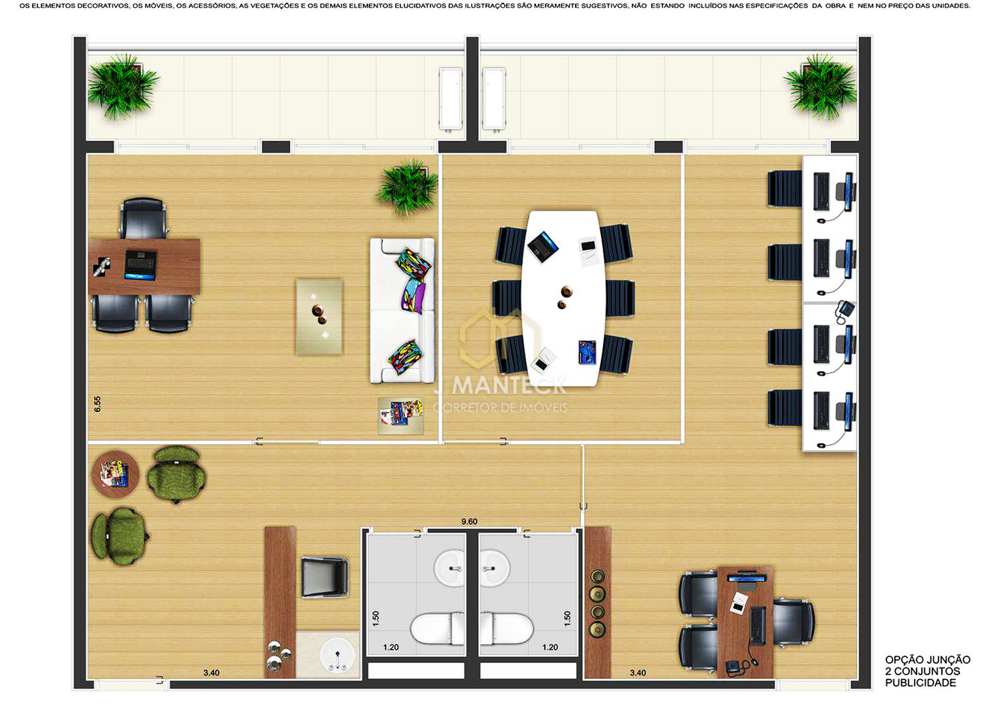 OS ELEMENTOS DECORATIVOS, OS MÓVEIS, OS ACESSÓRIOS, AS VEGETAÇÕES E OS DEMAIS ELEMENTOS ELUCIDATIVOS DAS ILUSTRAÇÕES SÃO MERAMENTE SUGESTIVOS, NÃO ESTANDO INCLUÍDOS NAS ESPECIFICAÇÕES DA OBRA E NEM NO PREÇO DAS UNIDADES.
J MANTECK
CORRETOR DE IMÓVEIS
6.55
9.60
1.50
1.50
1.20
1.20
3.40
3.40
OPÇÃO JUNÇÃO
2 CONJUNTOS
PUBLICIDADE